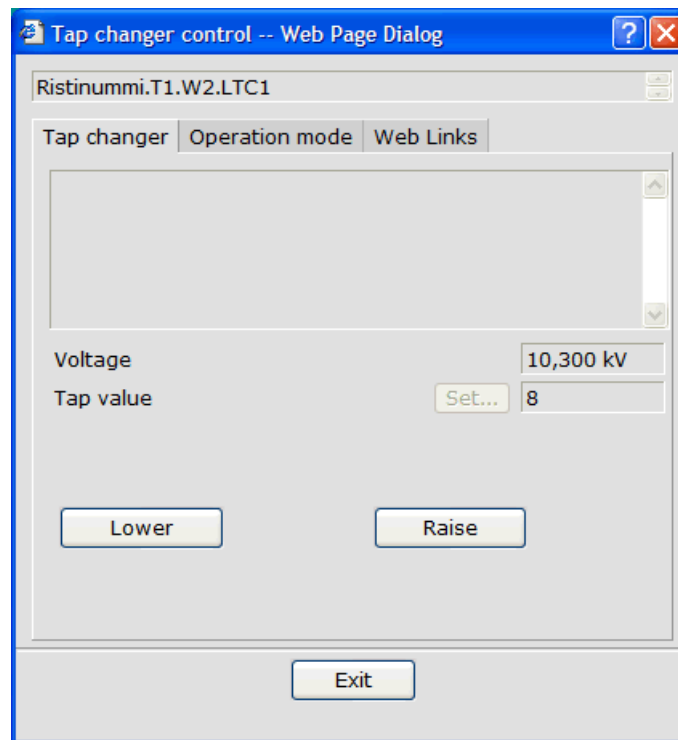 Tap changer control -- Web Page Dialog
Ristinummi.T1.W2.LTC1
Tap changer Operation mode Web Links
Voltage 10,300 kV
Tap value Set... 8
Lower Raise
Exit